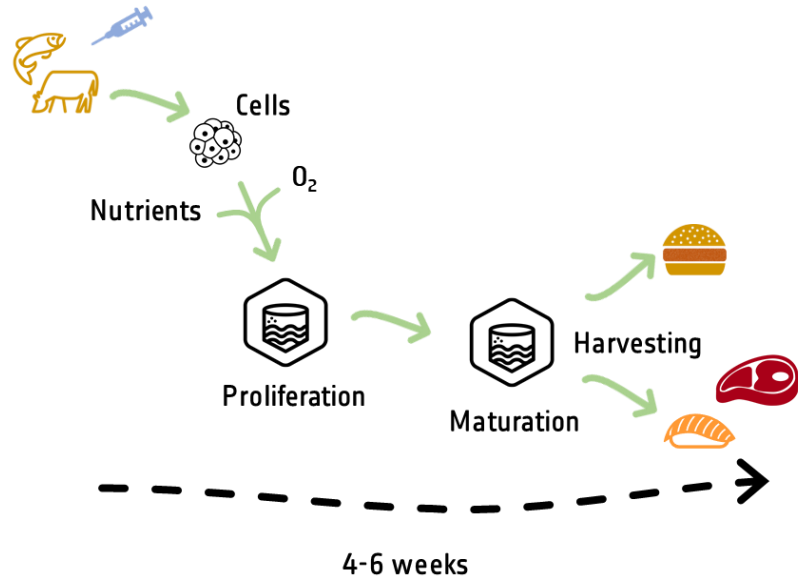 Cells
O₂
Nutrients
Proliferation
Harvesting
Maturation
4-6 weeks